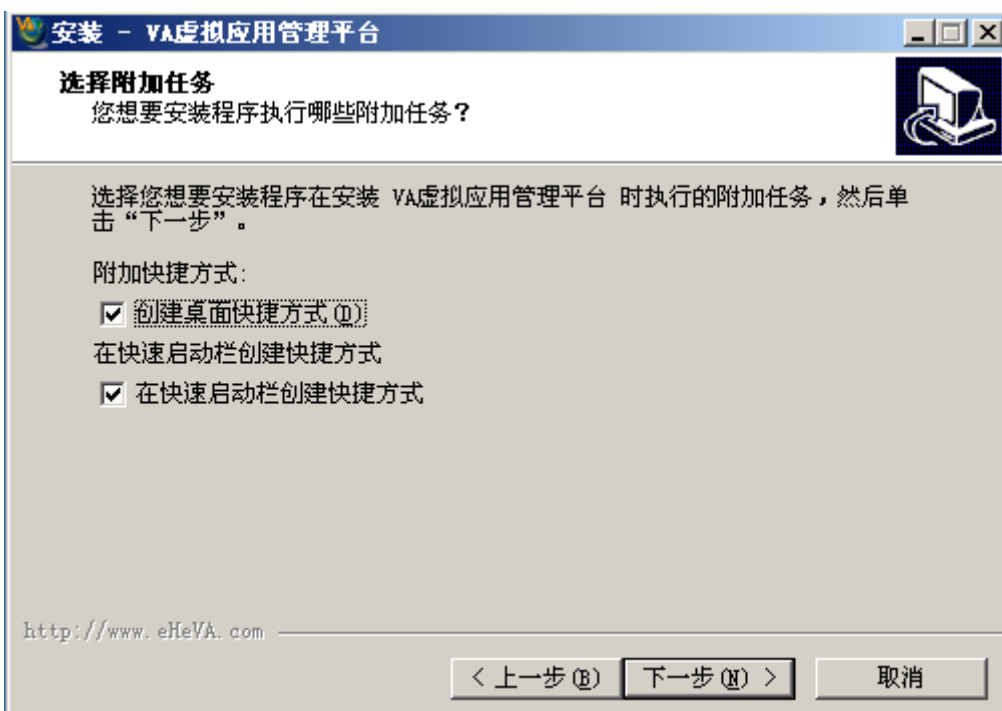 安装 - VA虚拟应用管理平台
选择附加任务
您想要安装程序执行哪些附加任务？
选择您想要安装程序在安装 VA虚拟应用管理平台 时执行的附加任务，然后单
击“下一步”。
附加快捷方式:
创建桌面快捷方式(D)
在快速启动栏创建快捷方式
在快速启动栏创建快捷方式
http://www.eHeVA.com
< 上一步(B)
下一步(N) >
取消